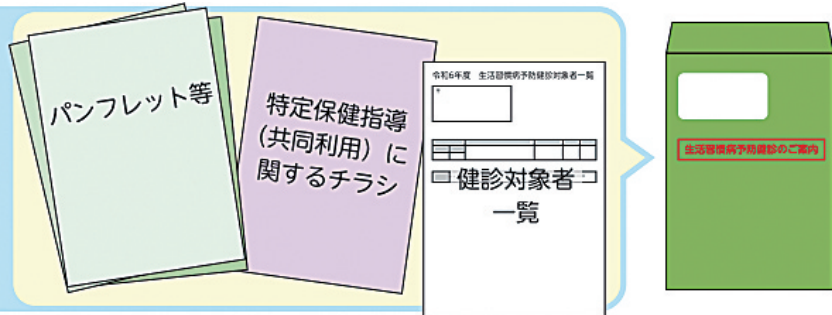 パンフレット等
特定保健指導
（共同利用）に
関するチラシ
令和6年度　生活習慣病予防健診対象者一覧
健診対象者
一覧
生活習慣病予防健診のご案内